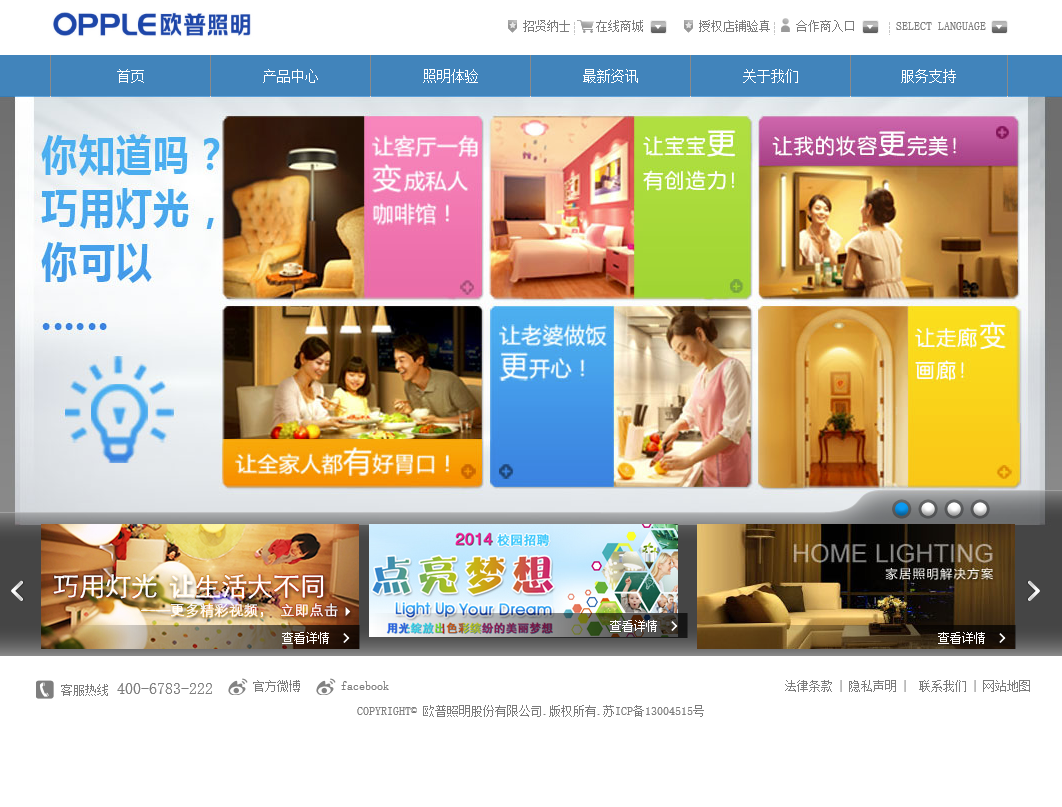 OPPLE欧普照明
招贤纳士 在线商城 授权店铺验真 合作商入口 SELECT LANGUAGE
首页 产品中心 照明体验 最新资讯 关于我们 服务支持
你知道吗？
巧用灯光，
你可以
......
让客厅一角
变成私人
咖啡馆！
让宝宝更
有创造力！
让我的妆容更完美！
让全家人都有好胃口！
让老婆做饭
更开心！
让走廊变
画廊！
巧用灯光 让生活大不同
——更多精彩视频， 立即点击
查看详情
2014 校园招聘
点亮梦想
Light Up Your Dream
用光绽放出色彩缤纷的美丽梦想
查看详情
HOME LIGHTING
家居照明解决方案
查看详情
客服热线 400-6783-222 官方微博 facebook
法律条款 | 隐私声明 | 联系我们 | 网站地图
COPYRIGHT© 欧普照明股份有限公司.版权所有.苏ICP备13004515号